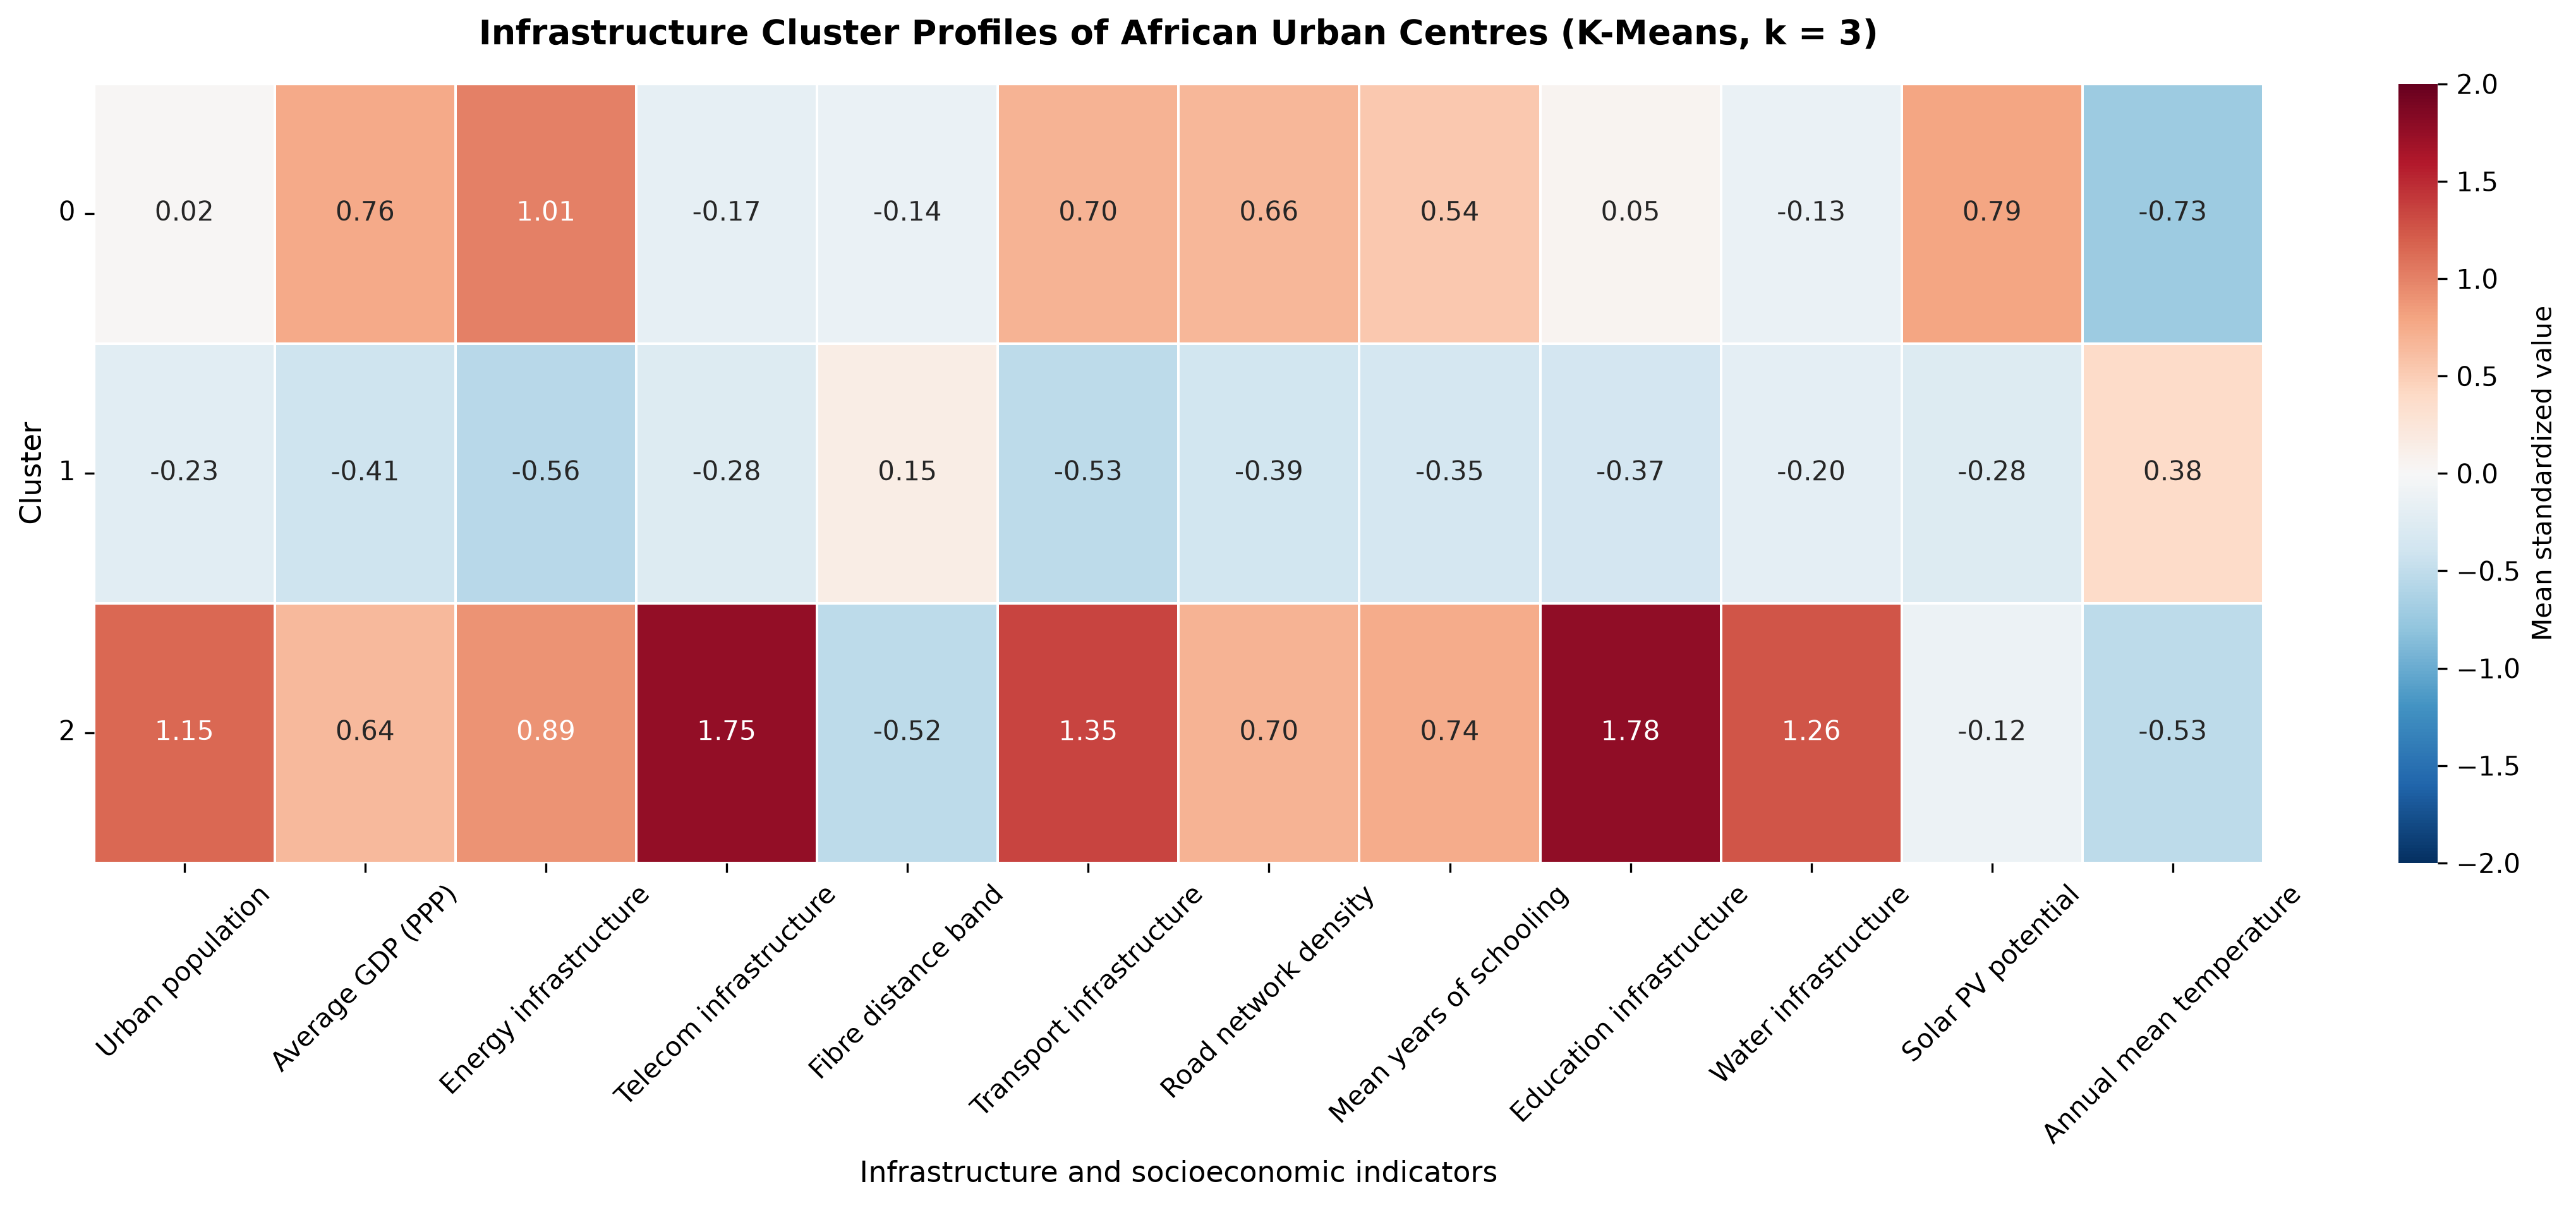 Infrastructure Cluster Profiles of African Urban Centres (K-Means, k = 3)
Cluster
0
0.02 0.76 1.01 -0.17 -0.14 0.70 0.66 0.54 0.05 -0.13 0.79 -0.73
1
-0.23 -0.41 -0.56 -0.28 0.15 -0.53 -0.39 -0.35 -0.37 -0.20 -0.28 0.38
2
1.15 0.64 0.89 1.75 -0.52 1.35 0.70 0.74 1.78 1.26 -0.12 -0.53
Urban population
Average GDP (PPP)
Energy infrastructure
Telecom infrastructure
Fibre distance band
Transport infrastructure
Road network density
Mean years of schooling
Education infrastructure
Water infrastructure
Solar PV potential
Annual mean temperature
Infrastructure and socioeconomic indicators
2.0
1.5
1.0
0.5
0.0
−0.5
−1.0
−1.5
−2.0
Mean standardized value